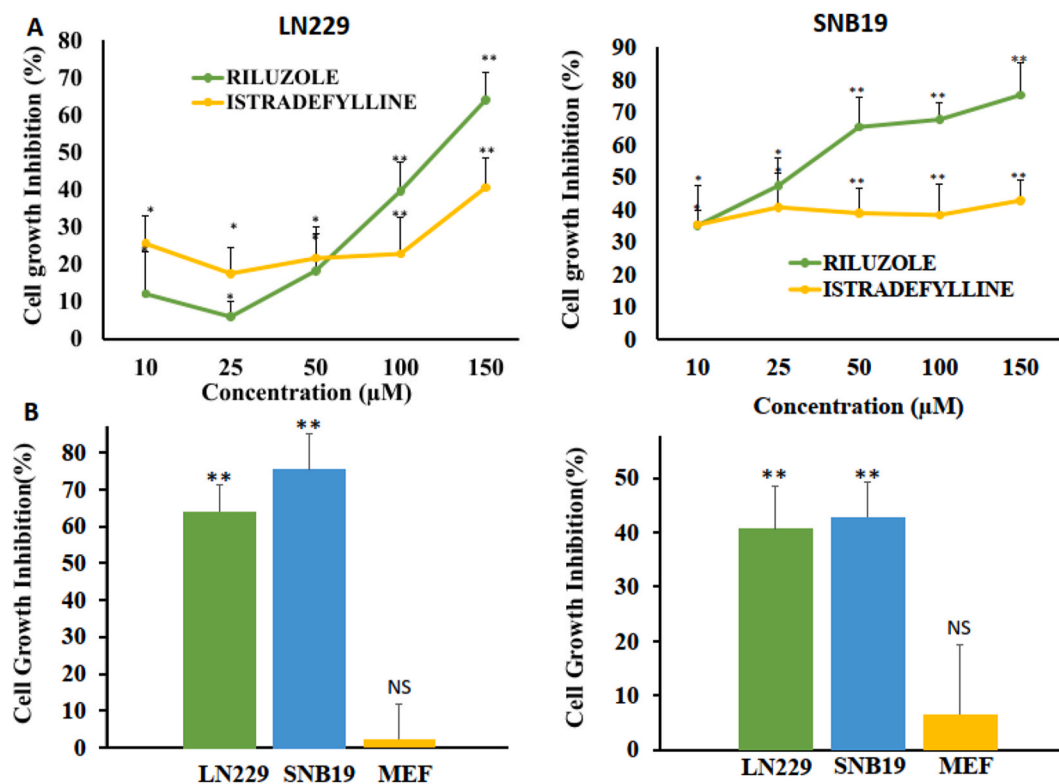 A
LN229
Cell growth Inhibition (%)
80
70
60
50
40
30
20
10
0
RILUZOLE
ISTRADEFYLLINE
*
*
*
*
*
*
**
**
**
**
10 25 50 100 150
Concentration (µM)
SNB19
Cell growth Inhibition (%)
90
80
70
60
50
40
30
20
10
0
*
*
*
*
**
**
**
**
**
**
RILUZOLE
ISTRADEFYLLINE
10 25 50 100 150
Concentration (µM)
B
Cell Growth Inhibition(%)
80
70
60
50
40
30
20
10
0
**
**
NS
LN229 SNB19 MEF
Cell Growth Inhibition(%)
50
40
30
20
10
0
**
**
NS
LN229 SNB19 MEF